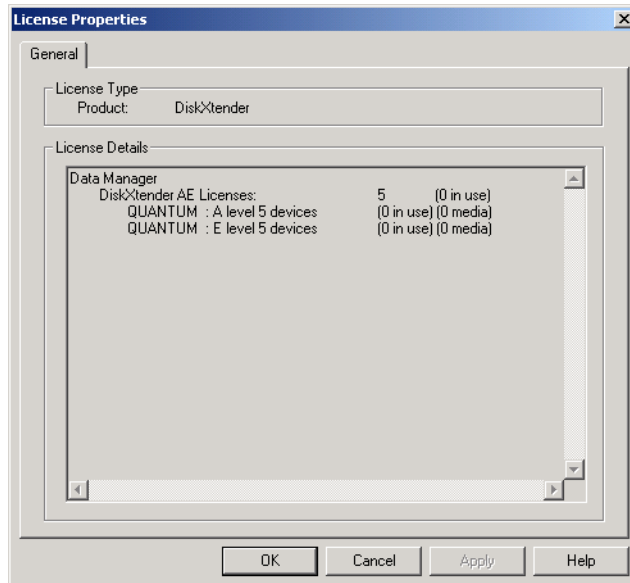 License Properties
General
License Type
Product: DiskXtender
License Details
Data Manager
DiskXtender AE Licenses: 5 (0 in use)
QUANTUM : A level 5 devices (0 in use) (0 media)
QUANTUM : E level 5 devices (0 in use) (0 media)
OK Cancel Apply Help